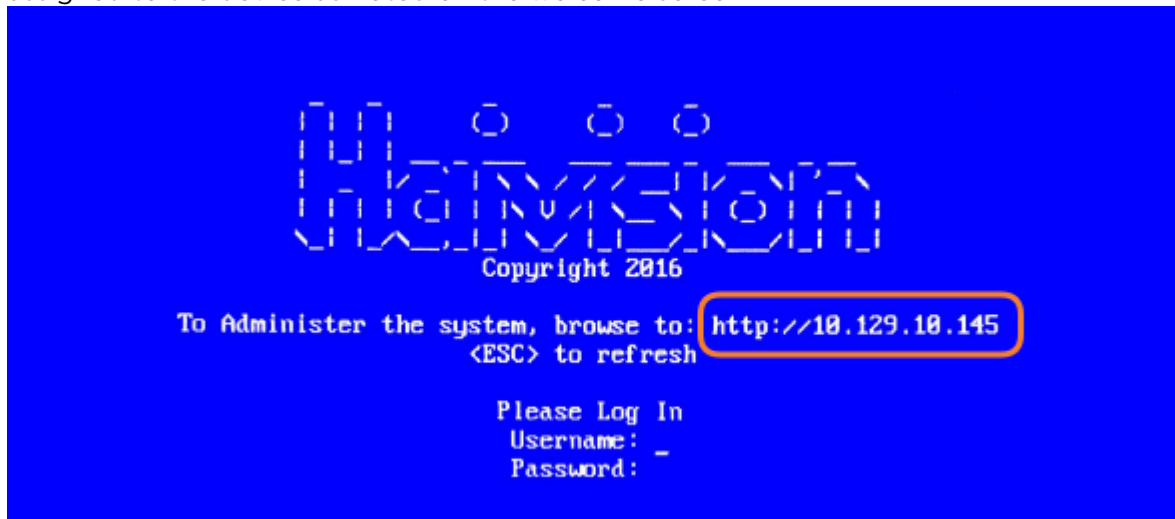 Haivision
Copyright 2016
To Administer the system, browse to: http://10.129.10.145
<ESC> to refresh
Please Log In
Username: _
Password: